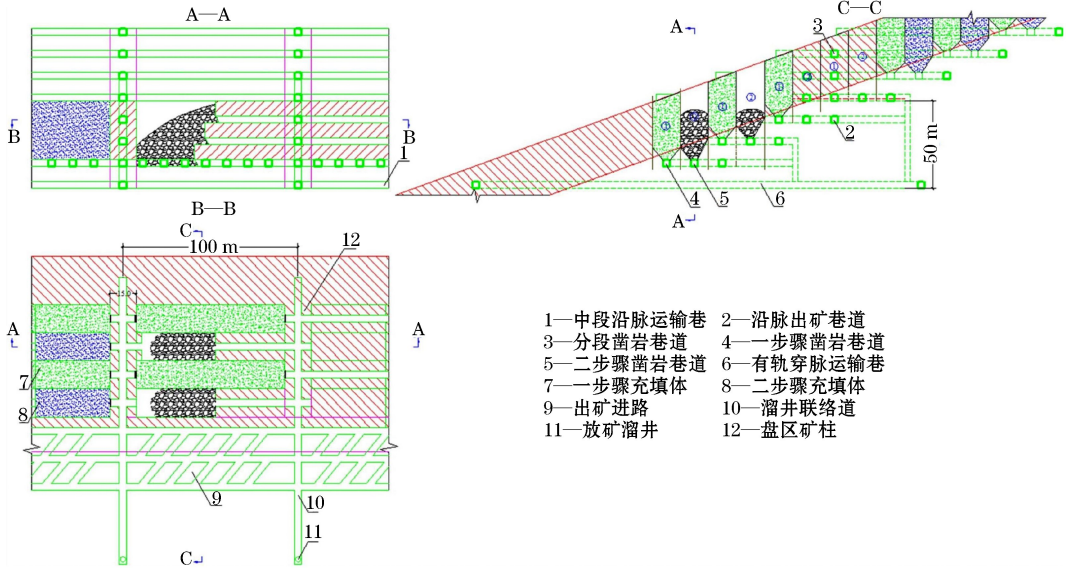 A—A
B
B
1
C—C
A
3
2
50 m
4
5
6
A
B—B
C
100 m
12
15.0
A
A
7
8
9
10
11
C
1—中段沿脉运输巷 2—沿脉出矿巷道
3—分段凿岩巷道 4—一步骤凿岩巷道
5—二步骤凿岩巷道 6—有轨穿脉运输巷
7—一步骤充填体 8—二步骤充填体
9—出矿进路 10—溜井联络道
11—放矿溜井 12—盘区矿柱